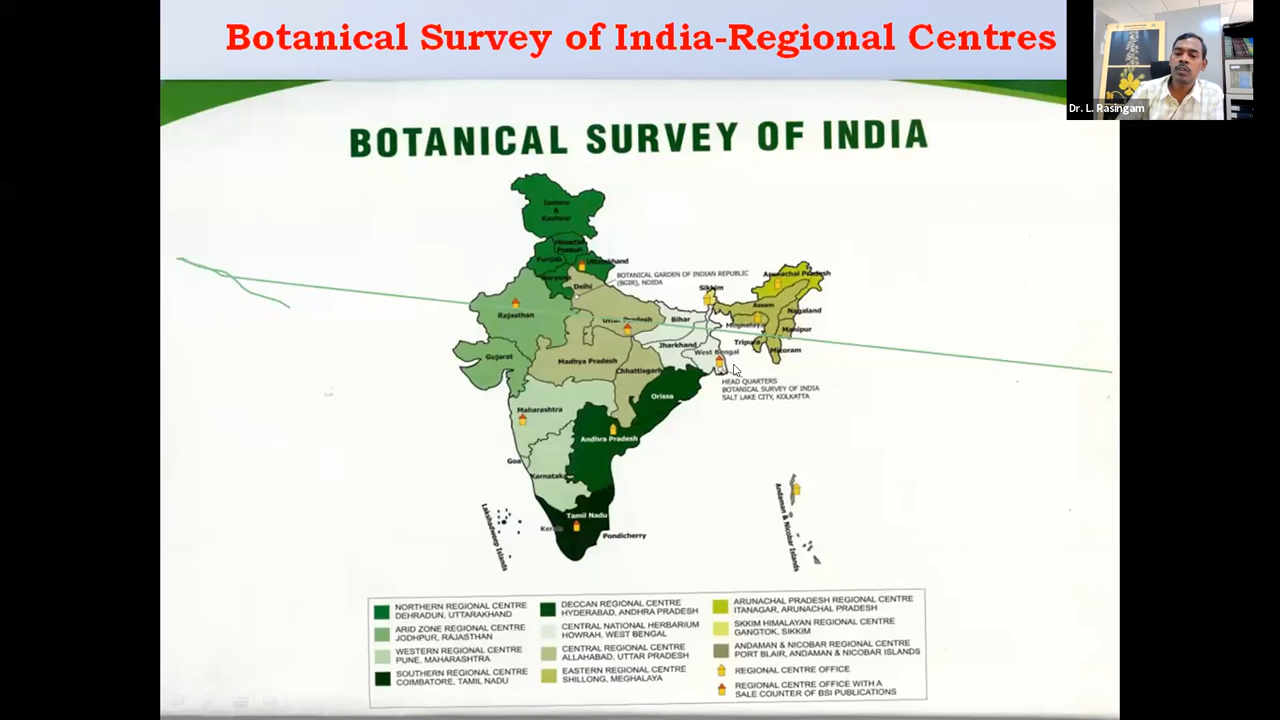 Botanical Survey of India-Regional Centres
Dr. L. Rasingam
BOTANICAL SURVEY OF INDIA
Jammu
&
Kashmir
Himachal
Pradesh
Punjab
Uttarakhand
Haryana
Delhi
BOTANICAL GARDEN OF INDIAN REPUBLIC
(BGIR), NOIDA
Sikkim
Arunachal Pradesh
Rajasthan
Uttar Pradesh
Bihar
Assam
Nagaland
Meghalaya
Manipur
Gujarat
Madhya Pradesh
Jharkhand
West Bengal
Tripura
Mizoram
Chhattisgarh
HEAD QUARTERS
BOTANICAL SURVEY OF INDIA
SALT LAKE CITY, KOLKATTA
Orissa
Maharashtra
Andhra Pradesh
Goa
Karnataka
Lakshadweep Islands
Tamil Nadu
Kerala
Pondicherry
Andaman & Nicobar Islands
NORTHERN REGIONAL CENTRE
DEHRADUN, UTTARAKHAND
ARID ZONE REGIONAL CENTRE
JODHPUR, RAJASTHAN
WESTERN REGIONAL CENTRE
PUNE, MAHARASHTRA
SOUTHERN REGIONAL CENTRE
COIMBATORE, TAMIL NADU
DECCAN REGIONAL CENTRE
HYDERABAD, ANDHRA PRADESH
CENTRAL NATIONAL HERBARIUM
HOWRAH, WEST BENGAL
CENTRAL REGIONAL CENTRE
ALLAHABAD, UTTAR PRADESH
EASTERN REGIONAL CENTRE
SHILLONG, MEGHALAYA
ARUNACHAL PRADESH REGIONAL CENTRE
ITANAGAR, ARUNACHAL PRADESH
SKKIM HIMALAYAN REGIONAL CENTRE
GANGTOK, SIKKIM
ANDAMAN & NICOBAR REGIONAL CENTRE
PORT BLAIR, ANDAMAN & NICOBAR ISLANDS
REGIONAL CENTRE OFFICE
REGIONAL CENTRE OFFICE WITH A
SALE COUNTER OF BSI PUBLICATIONS